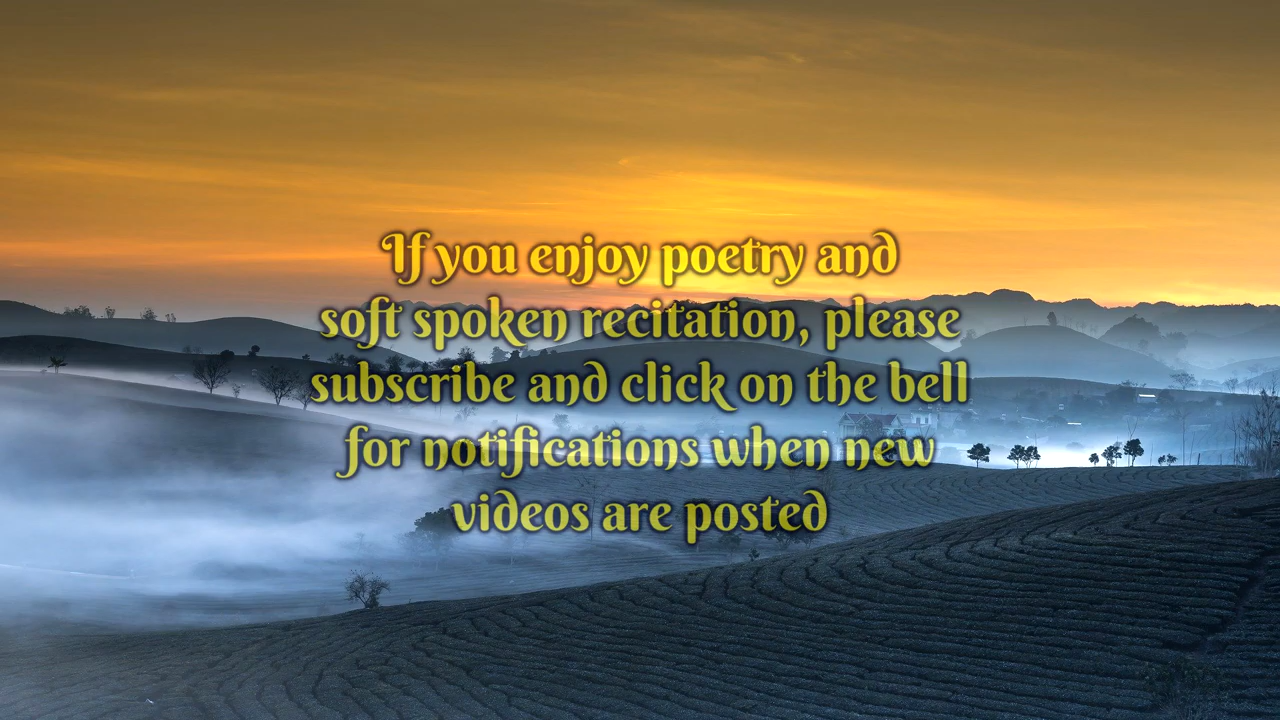 If you enjoy poetry and
soft spoken recitation, please
subscribe and click on the bell
for notifications when new
videos are posted